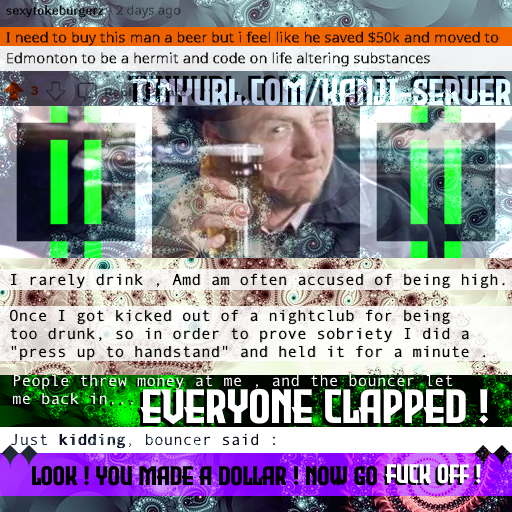 sexytokeburgerz · 2 days ago
I need to buy this man a beer but i feel like he saved $50k and moved to
Edmonton to be a hermit and code on life altering substances
3
TINYURL.COM/KANJI-SERVER
I rarely drink , Amd am often accused of being high.
Once I got kicked out of a nightclub for being
too drunk, so in order to prove sobriety I did a
"press up to handstand" and held it for a minute .
People threw money at me , and the bouncer let
me back in...
EVERYONE CLAPPED !
Just kidding, bouncer said :
LOOK ! YOU MADE A DOLLAR ! NOW GO FUCK OFF !